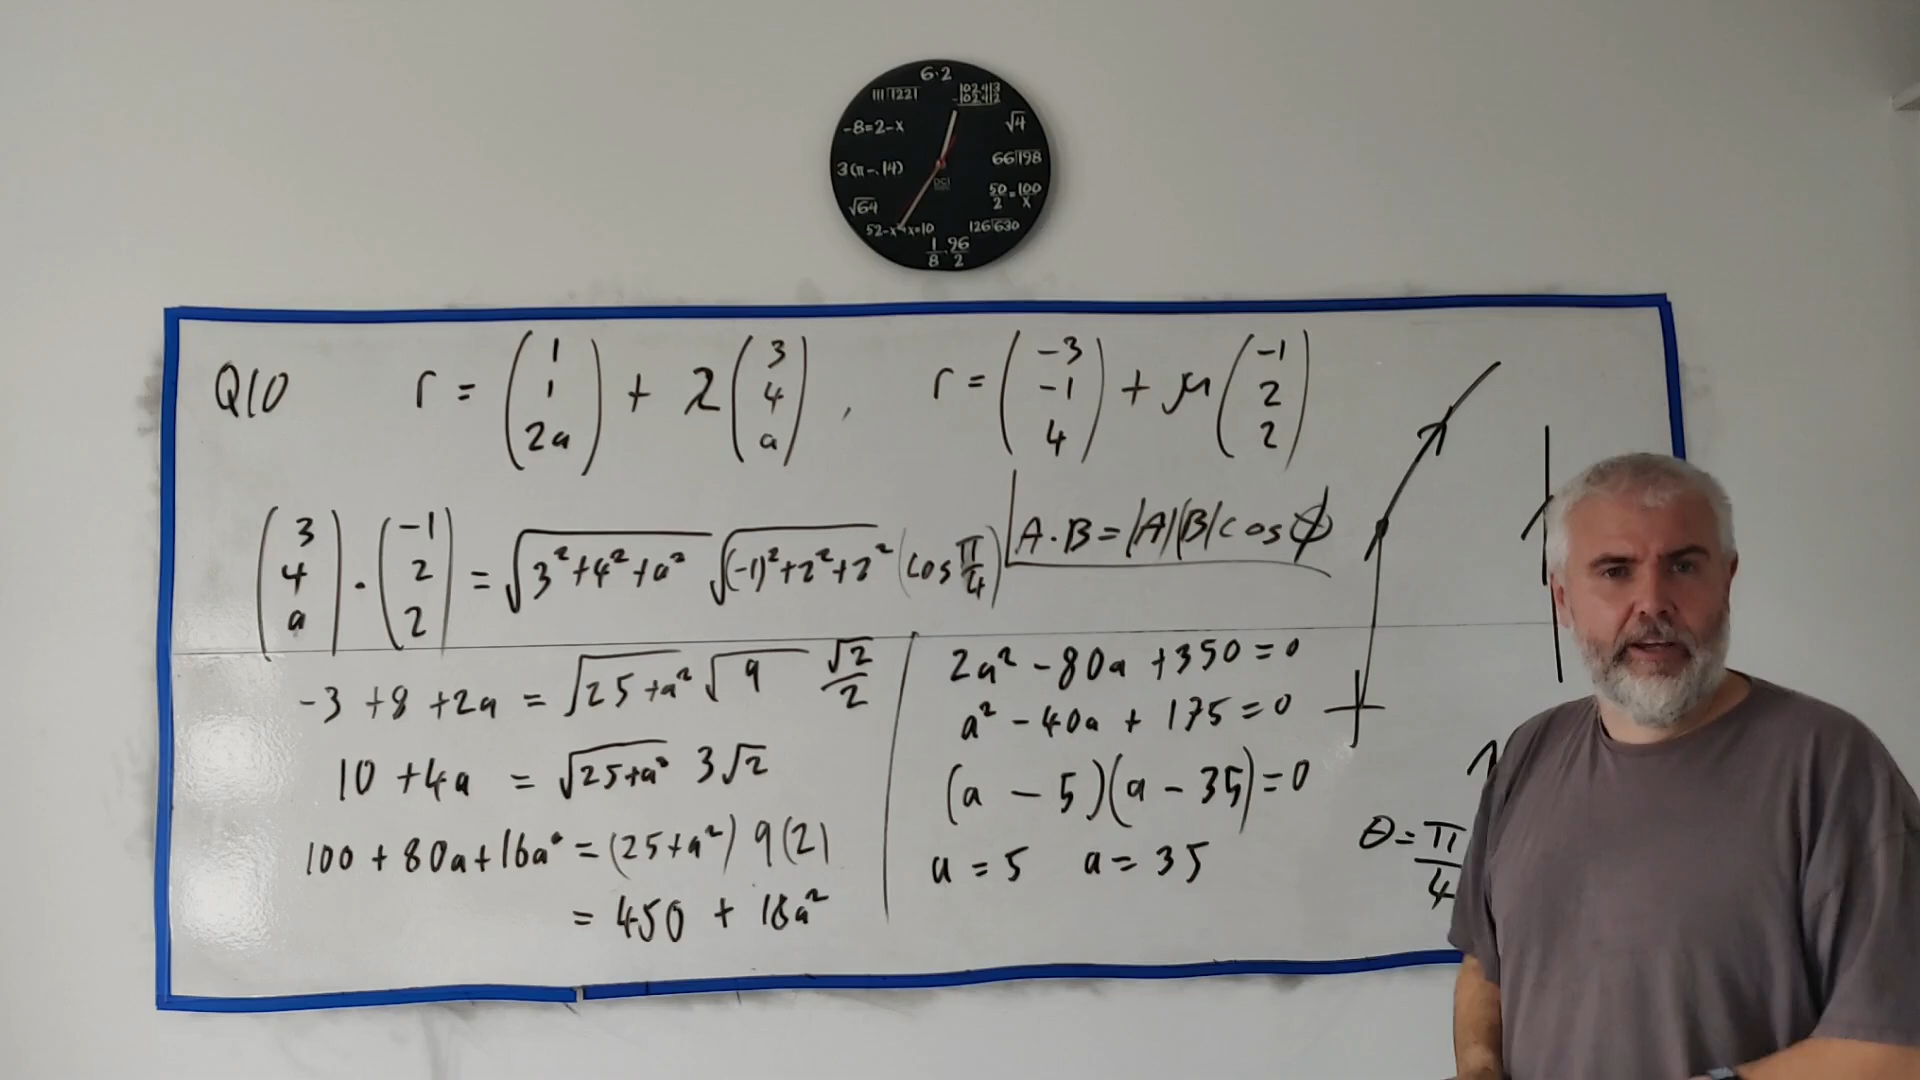 6·2
102413
-102412
√4
66|198
50/2=100/x
126|630
1/8·96/2
52-x²+x=10
√64
3(π-.14)
-8=2-x
111|1221
DCI
Q10 r = (1 1 2a) + λ (3 4 a) , r = (-3 -1 4) + μ (-1 2 2)
(3 4 a) · (-1 2 2) = √3²+4²+a² √(-1)²+2²+2² (cos π/4) A·B=|A||B|cos ϕ
-3 +8 +2a = √25+a² √9 √2/2
10 +4a = √25+a² 3√2
100 + 80a + 16a² = (25+a²) 9(2)
= 450 + 18a²
2a² - 80a + 350 = 0
a² - 40a + 175 = 0
(a - 5)(a - 35) = 0
a = 5 a = 35
θ = π/4